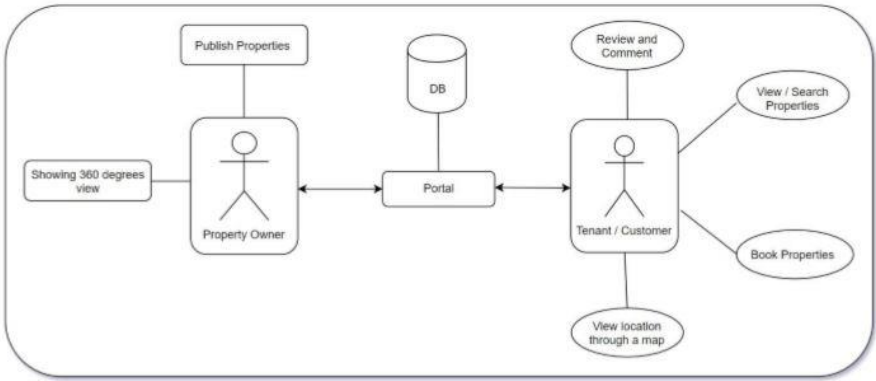 Publish Properties
Review and
Comment
DB
View / Search
Properties
Showing 360 degrees
view
Portal
Property Owner
Tenant / Customer
Book Properties
View location
through a map